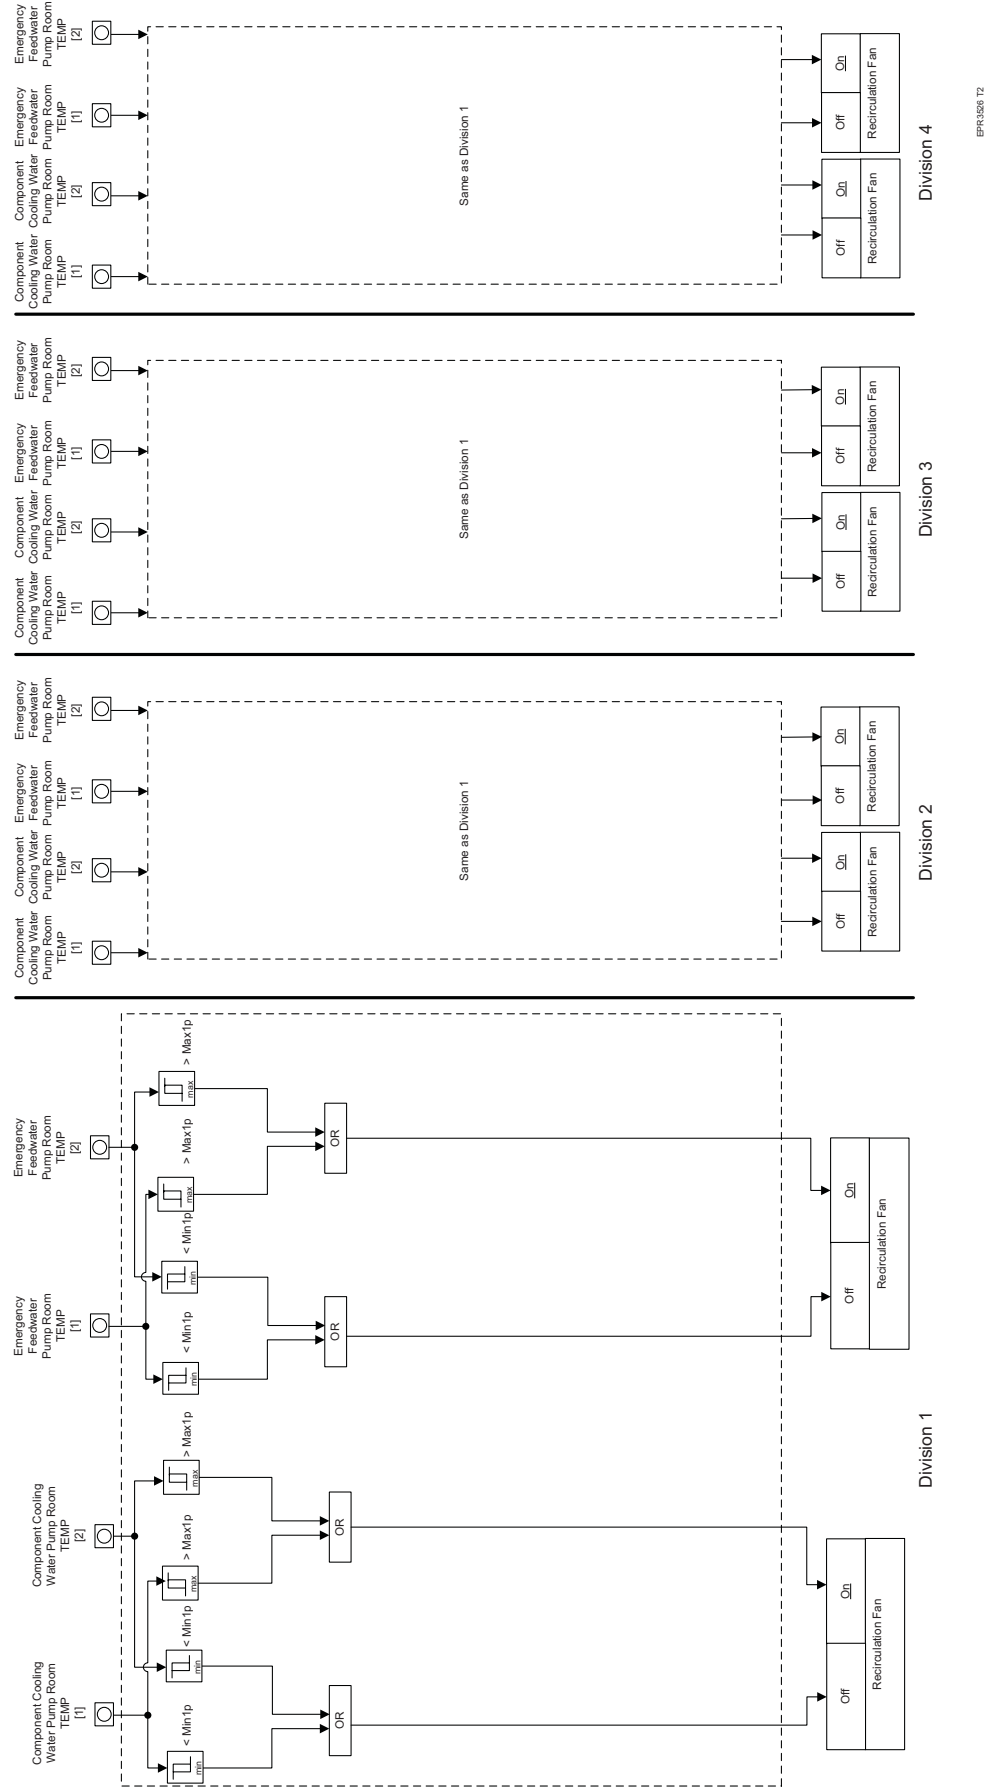 Component Cooling
Water Pump Room
TEMP
[1]
Component Cooling
Water Pump Room
TEMP
[2]
Emergency
Feedwater
Pump Room
TEMP
[1]
Emergency
Feedwater
Pump Room
TEMP
[2]
< Min1p
min
< Min1p
min
> Max1p
max
> Max1p
max
< Min1p
min
< Min1p
min
> Max1p
max
> Max1p
max
OR
OR
OR
OR
Off
On
Recirculation Fan
Off
On
Recirculation Fan
Division 1
Component
Cooling Water
Pump Room
TEMP
[1]
Component
Cooling Water
Pump Room
TEMP
[2]
Emergency
Feedwater
Pump Room
TEMP
[1]
Emergency
Feedwater
Pump Room
TEMP
[2]
Same as Division 1
Off
On
Recirculation Fan
Off
On
Recirculation Fan
Division 2
Component
Cooling Water
Pump Room
TEMP
[1]
Component
Cooling Water
Pump Room
TEMP
[2]
Emergency
Feedwater
Pump Room
TEMP
[1]
Emergency
Feedwater
Pump Room
TEMP
[2]
Same as Division 1
Off
On
Recirculation Fan
Off
On
Recirculation Fan
Division 3
Component
Cooling Water
Pump Room
TEMP
[1]
Component
Cooling Water
Pump Room
TEMP
[2]
Emergency
Feedwater
Pump Room
TEMP
[1]
Emergency
Feedwater
Pump Room
TEMP
[2]
Same as Division 1
Off
On
Recirculation Fan
Off
On
Recirculation Fan
Division 4
EPR3526 T2